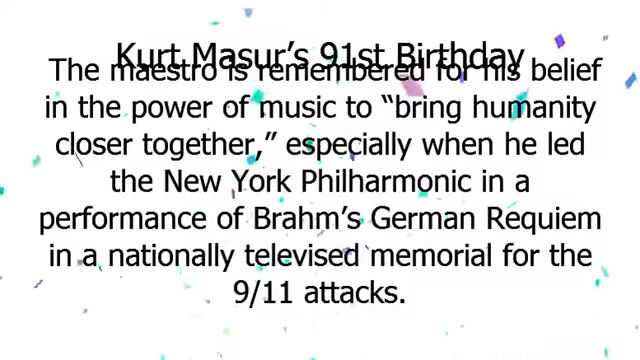 Kurt Masur’s 91st Birthday
The maestro is remembered for his belief
in the power of music to “bring humanity
closer together,” especially when he led
the New York Philharmonic in a
performance of Brahm’s German Requiem
in a nationally televised memorial for the
9/11 attacks.